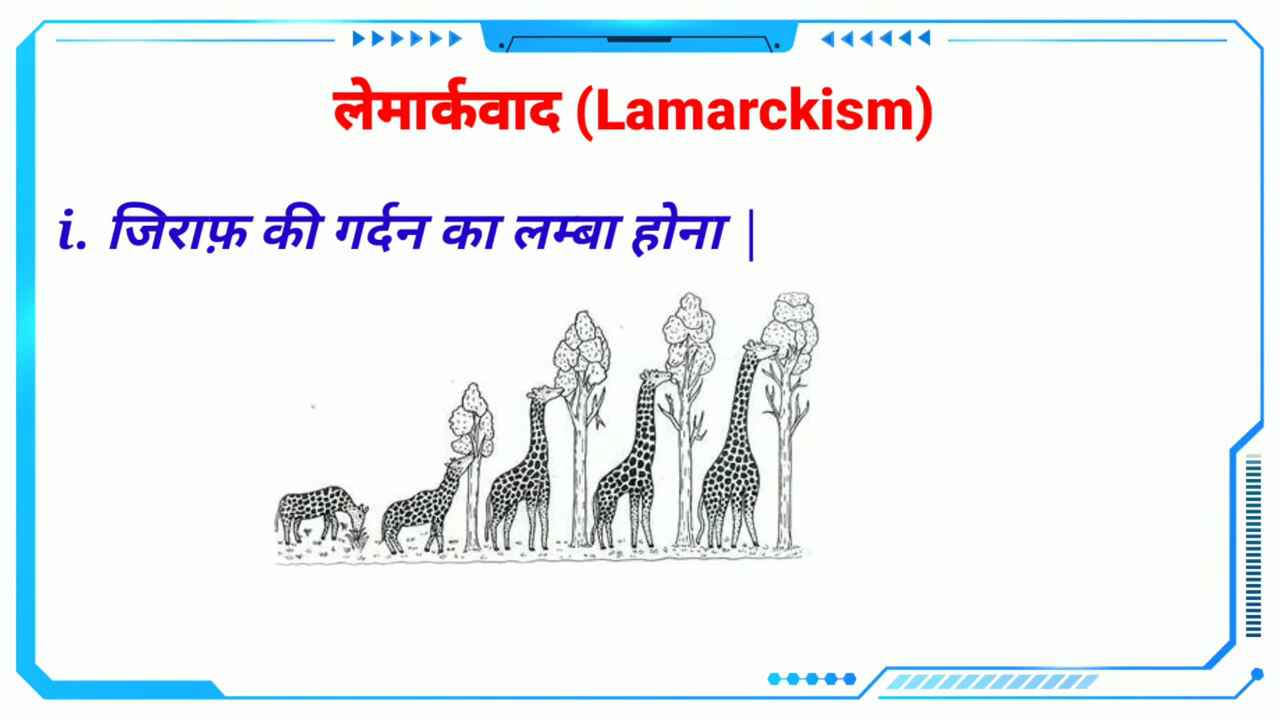 लेमार्कवाद (Lamarckism)
i. जिराफ़ की गर्दन का लम्बा होना |